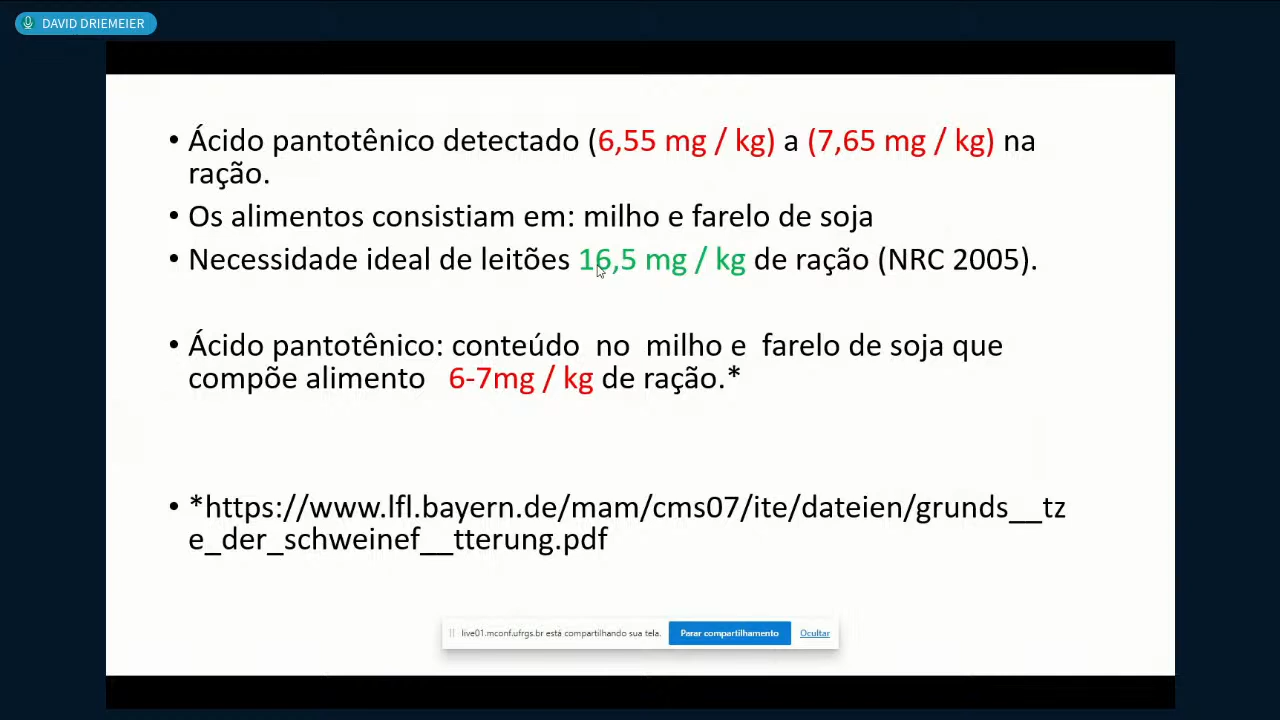 DAVID DRIEMEIER
• Ácido pantotênico detectado (6,55 mg / kg) a (7,65 mg / kg) na
ração.
• Os alimentos consistiam em: milho e farelo de soja
• Necessidade ideal de leitões 16,5 mg / kg de ração (NRC 2005).
• Ácido pantotênico: conteúdo no milho e farelo de soja que
compõe alimento 6-7mg / kg de ração.*
• *https://www.lfl.bayern.de/mam/cms07/ite/dateien/grunds__tz
e_der_schweinef__tterung.pdf
live01.mconf.ufrgs.br está compartilhando sua tela. Parar compartilhamento Ocultar